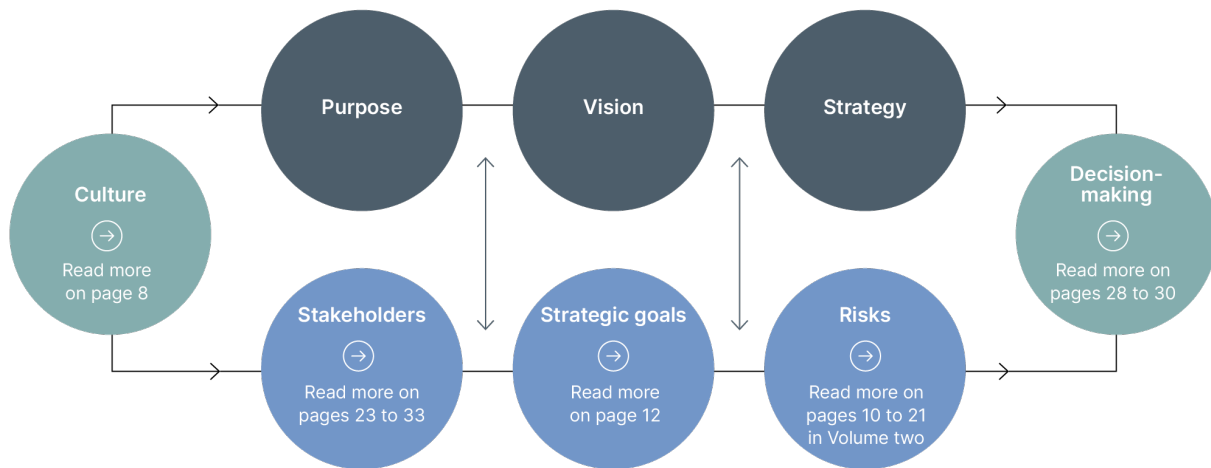 Purpose
Vision
Strategy
Culture
Read more
on page 8
Decision-
making
Read more on
pages 28 to 30
Stakeholders
Read more on
pages 23 to 33
Strategic goals
Read more
on page 12
Risks
Read more on
pages 10 to 21
in Volume two